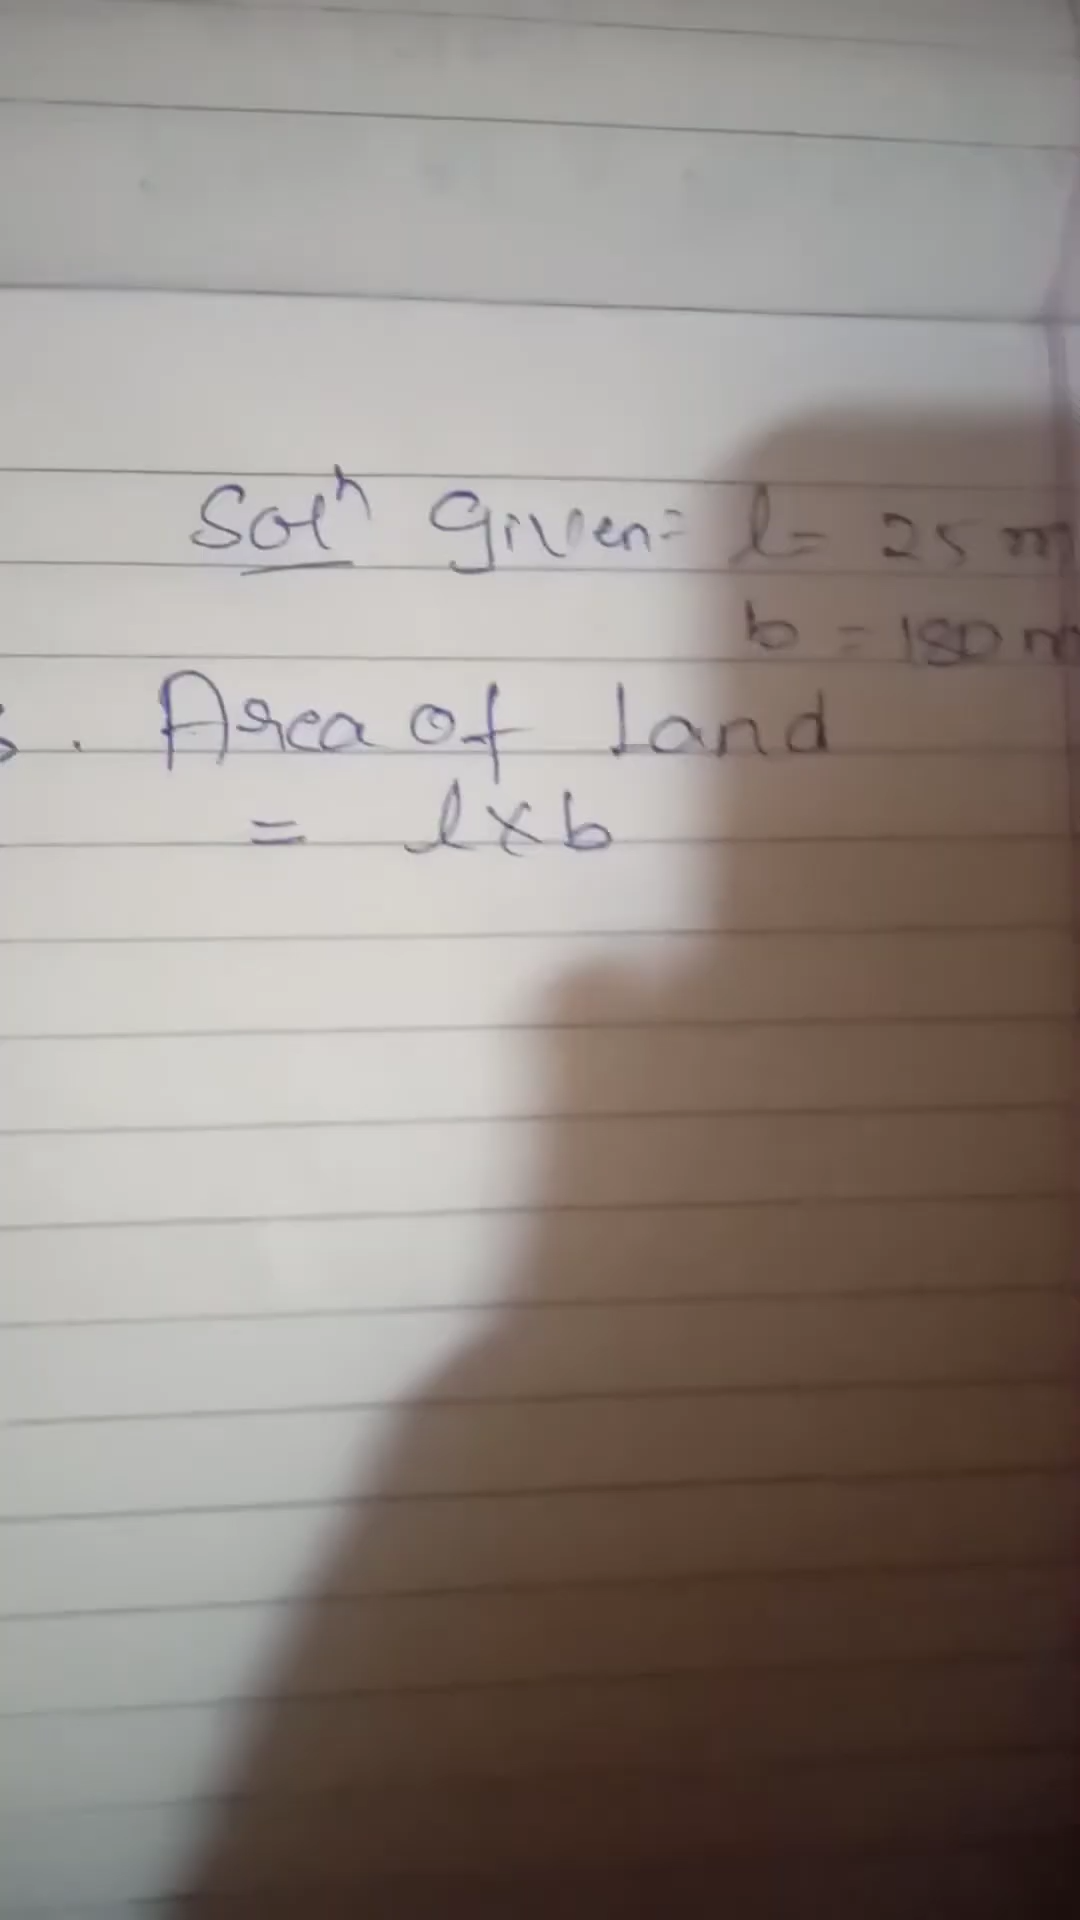 Solⁿ Given = l = 25 m
b = 180 m
. Area of land
= l×b